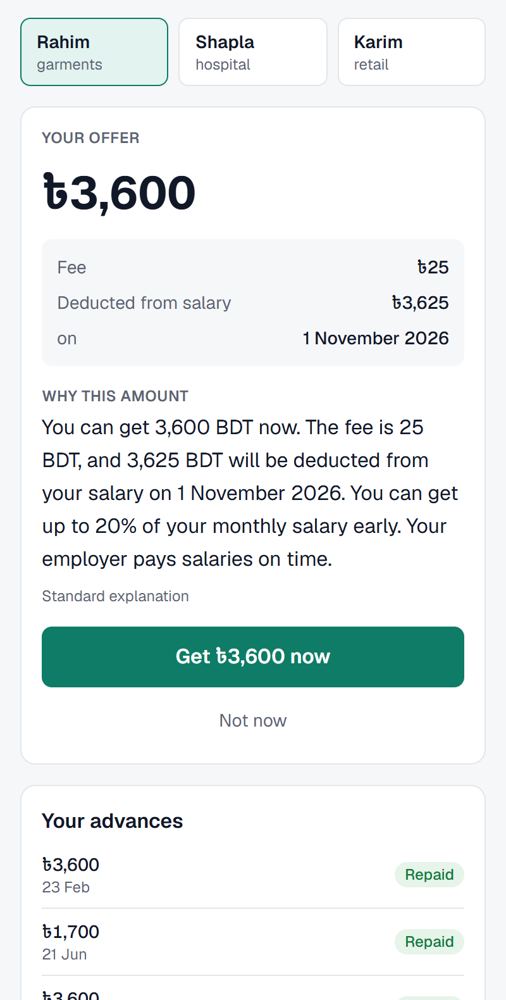 Rahim
garments
Shapla
hospital
Karim
retail
YOUR OFFER
৳3,600
Fee ৳25
Deducted from salary ৳3,625
on 1 November 2026
WHY THIS AMOUNT
You can get 3,600 BDT now. The fee is 25
BDT, and 3,625 BDT will be deducted from
your salary on 1 November 2026. You can get
up to 20% of your monthly salary early. Your
employer pays salaries on time.
Standard explanation
Get ৳3,600 now
Not now
Your advances
৳3,600
23 Feb
Repaid
৳1,700
21 Jun
Repaid
৳3,600